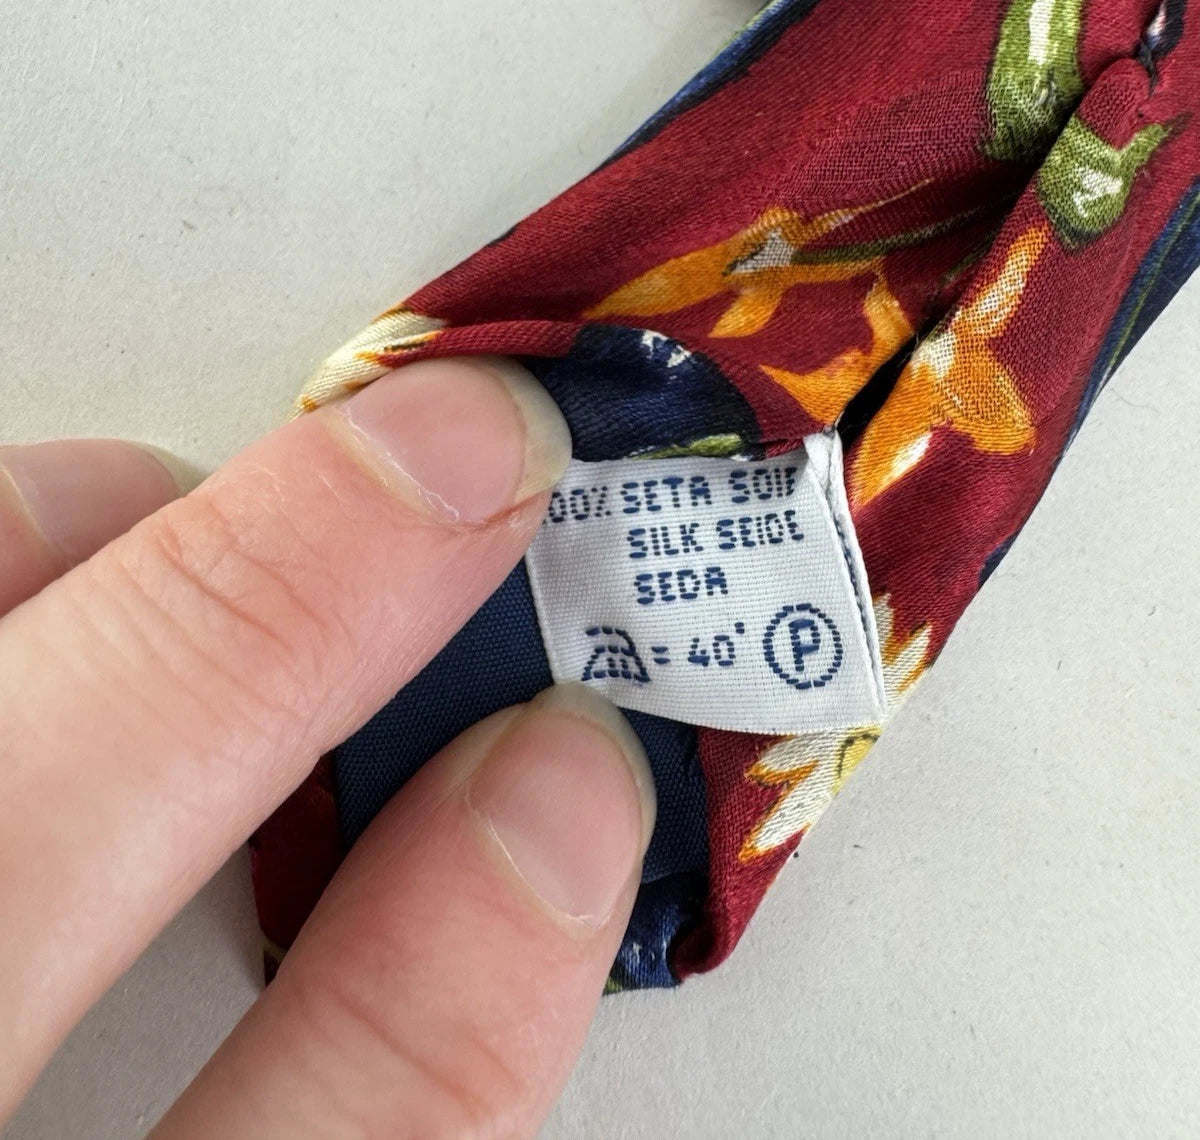 00% SETA SOIE
SILK SEIDE
SEDA
= 40° P